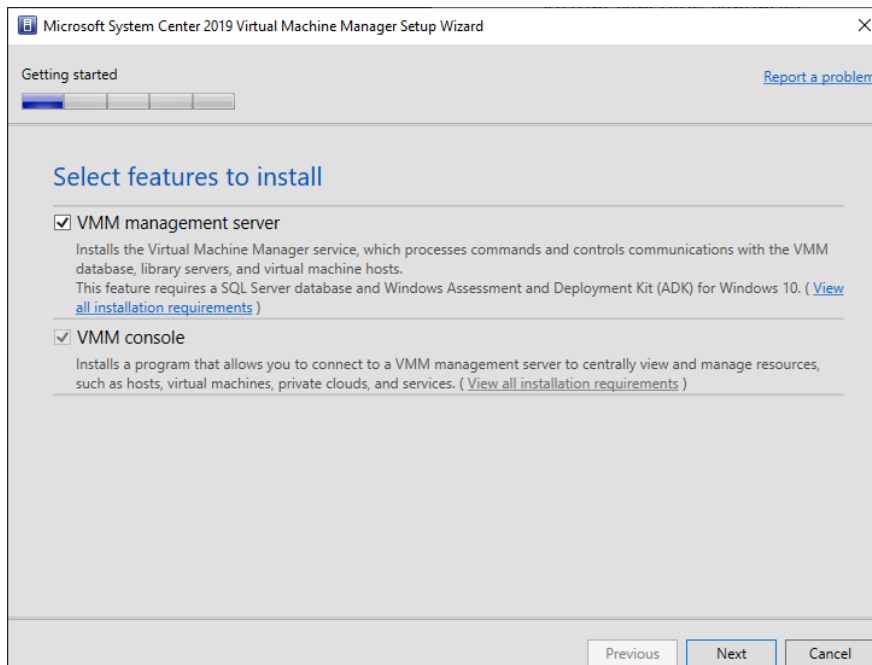 Microsoft System Center 2019 Virtual Machine Manager Setup Wizard
Getting started
Report a problem
Select features to install
VMM management server
Installs the Virtual Machine Manager service, which processes commands and controls communications with the VMM
database, library servers, and virtual machine hosts.
This feature requires a SQL Server database and Windows Assessment and Deployment Kit (ADK) for Windows 10. ( View
all installation requirements )
VMM console
Installs a program that allows you to connect to a VMM management server to centrally view and manage resources,
such as hosts, virtual machines, private clouds, and services. ( View all installation requirements )
Previous
Next
Cancel